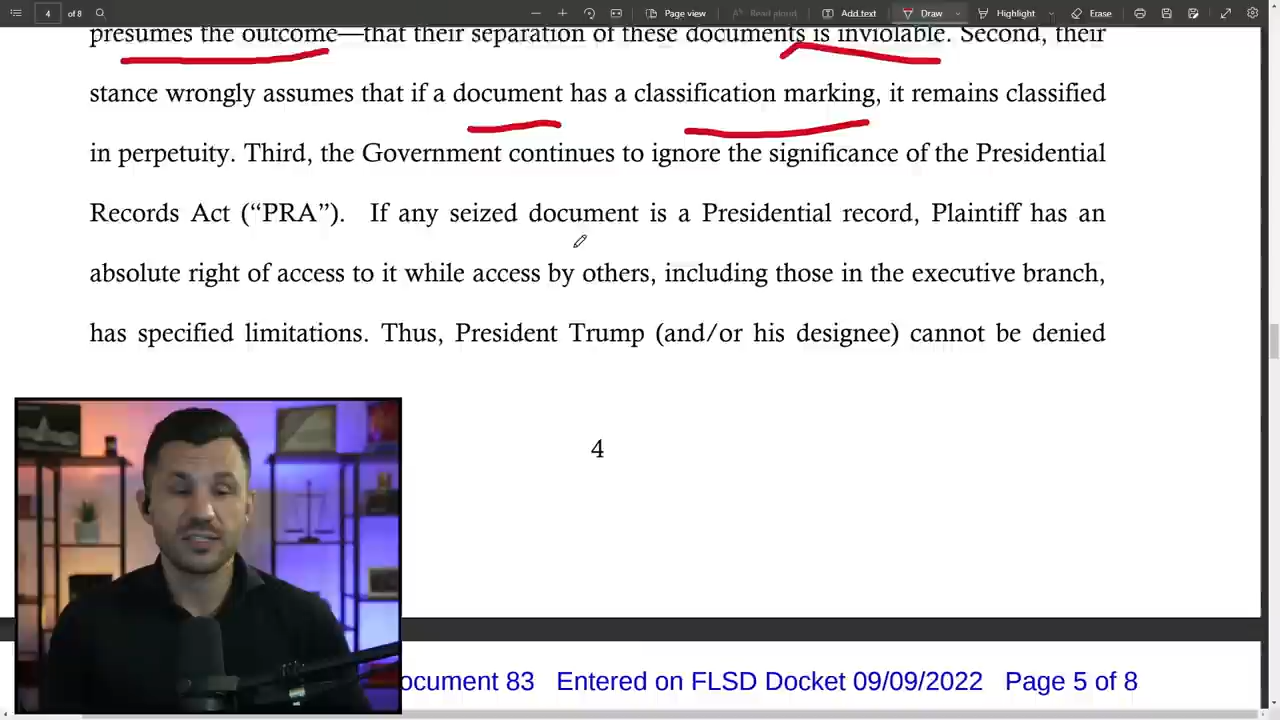 4 of 8 Page view Read aloud Add text Draw Highlight Erase
presumes the outcome—that their separation of these documents is inviolable. Second, their
stance wrongly assumes that if a document has a classification marking, it remains classified
in perpetuity. Third, the Government continues to ignore the significance of the Presidential
Records Act (“PRA”). If any seized document is a Presidential record, Plaintiff has an
absolute right of access to it while access by others, including those in the executive branch,
has specified limitations. Thus, President Trump (and/or his designee) cannot be denied
4
ocument 83 Entered on FLSD Docket 09/09/2022 Page 5 of 8